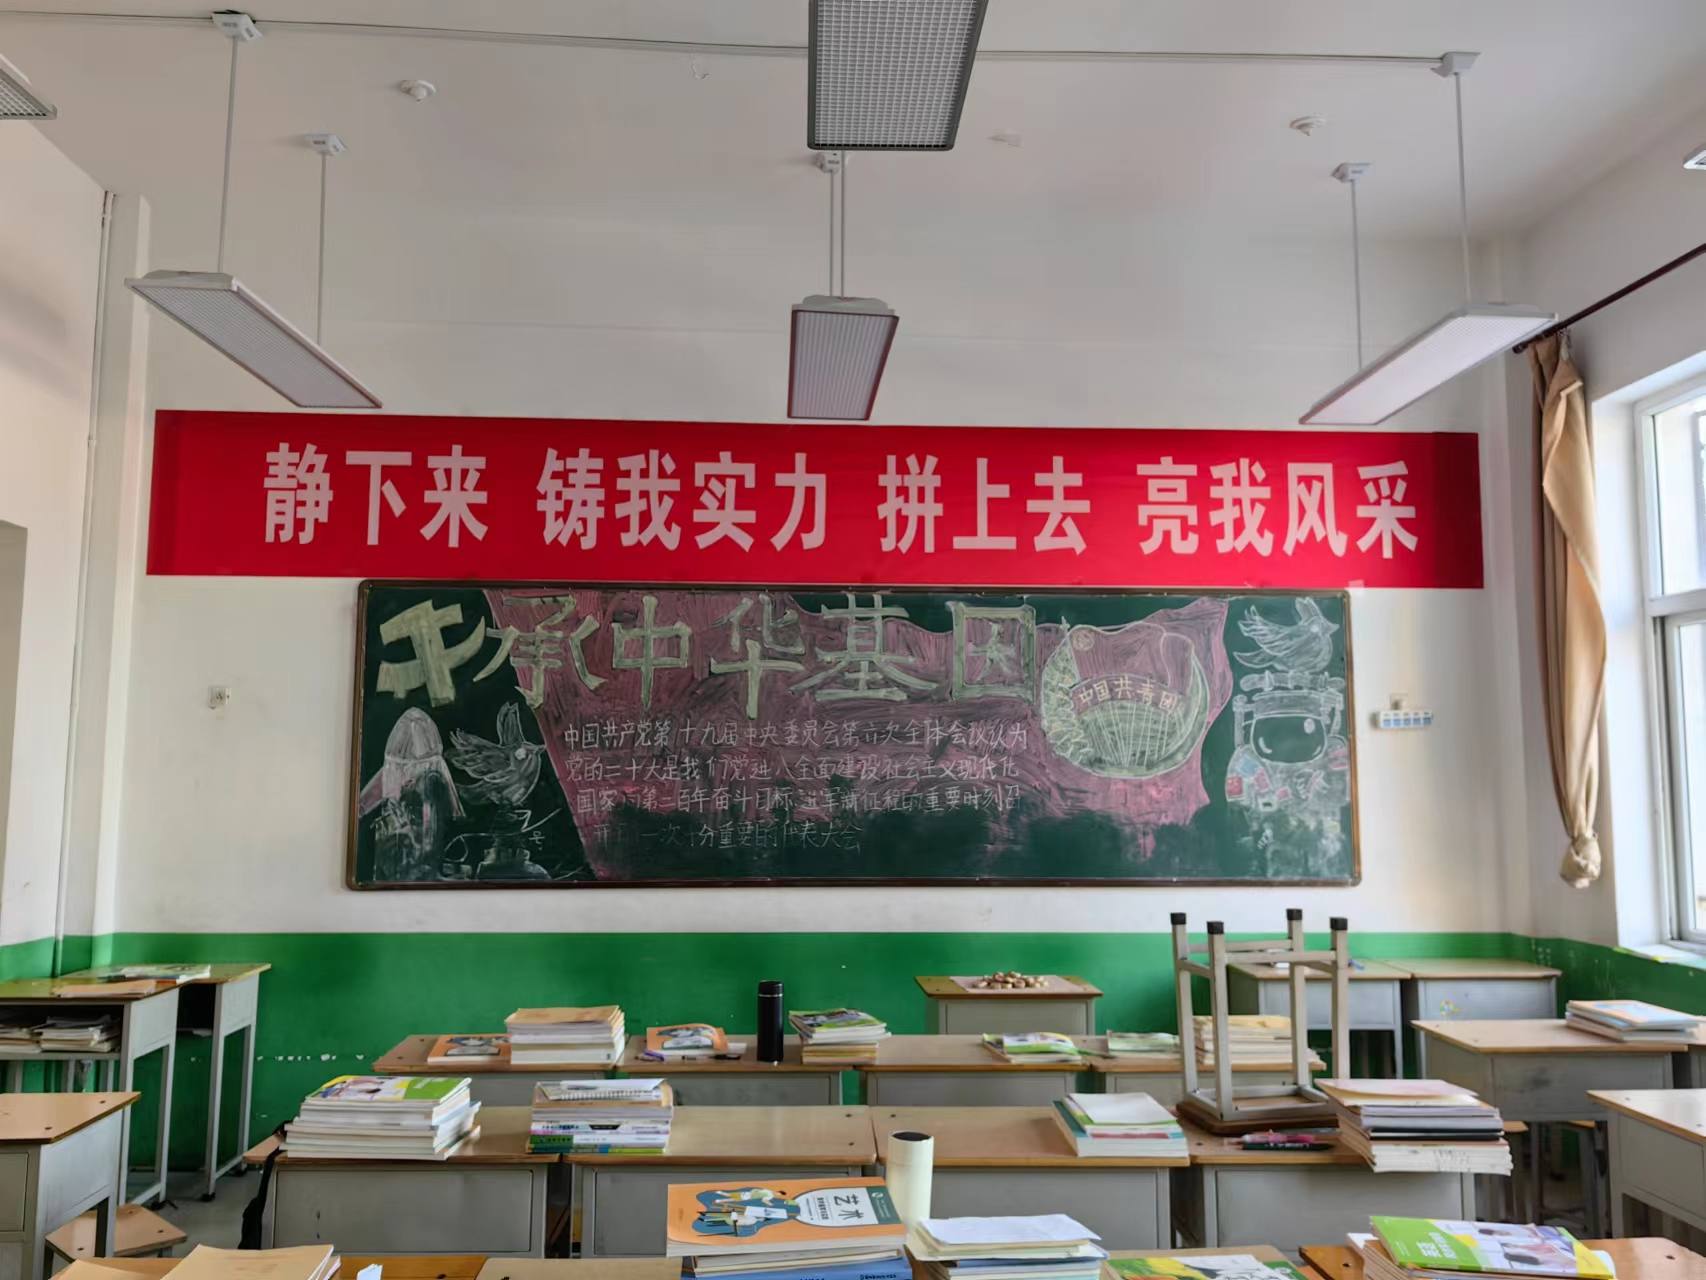 静下来 铸我实力 拼上去 亮我风采
承中华基因
中国共青团
中国共产党第十九届中央委员会第六次全体会议认为
党的二十大是我们党进入全面建设社会主义现代化
国家向第二百年奋斗目标进军新征程的重要时刻召
开的一次十分重要的代表大会
艺术